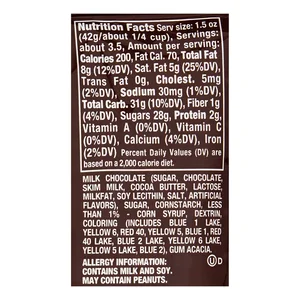 Nutrition Facts Serv size: 1.5 oz
(42g/about 1/4 cup), Servings:
about 3.5, Amount per serving:
Calories 200, Fat Cal. 70, Total Fat
8g (12%DV), Sat. Fat 5g (25%DV),
Trans Fat 0g, Cholest. 5mg
(2%DV), Sodium 30mg (1%DV),
Total Carb. 31g (10%DV), Fiber 1g
(4%DV), Sugars 28g, Protein 2g,
Vitamin A (0%DV), Vitamin C
(0%DV), Calcium (4%DV), Iron
(2%DV) Percent Daily Values (DV) are
based on a 2,000 calorie diet.
MILK CHOCOLATE (SUGAR, CHOCOLATE,
SKIM MILK, COCOA BUTTER, LACTOSE,
MILKFAT, SOY LECITHIN, SALT, ARTIFICIAL
FLAVORS), SUGAR, CORNSTARCH, LESS
THAN 1% - CORN SYRUP, DEXTRIN,
COLORING (INCLUDES BLUE 1 LAKE,
YELLOW 6, RED 40, YELLOW 5, BLUE 1, RED
40 LAKE, BLUE 2 LAKE, YELLOW 6 LAKE,
YELLOW 5 LAKE, BLUE 2), GUM ACACIA.
ALLERGY INFORMATION:
CONTAINS MILK AND SOY.
MAY CONTAIN PEANUTS.
U D